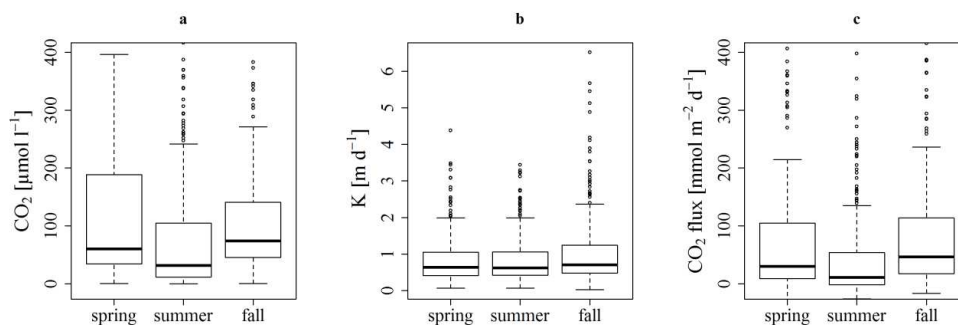 a
CO₂ [µmol l⁻¹]
400
300
200
100
0
spring summer fall
b
K [m d⁻¹]
6
5
4
3
2
1
0
spring summer fall
c
CO₂ flux [mmol m⁻² d⁻¹]
400
300
200
100
0
spring summer fall